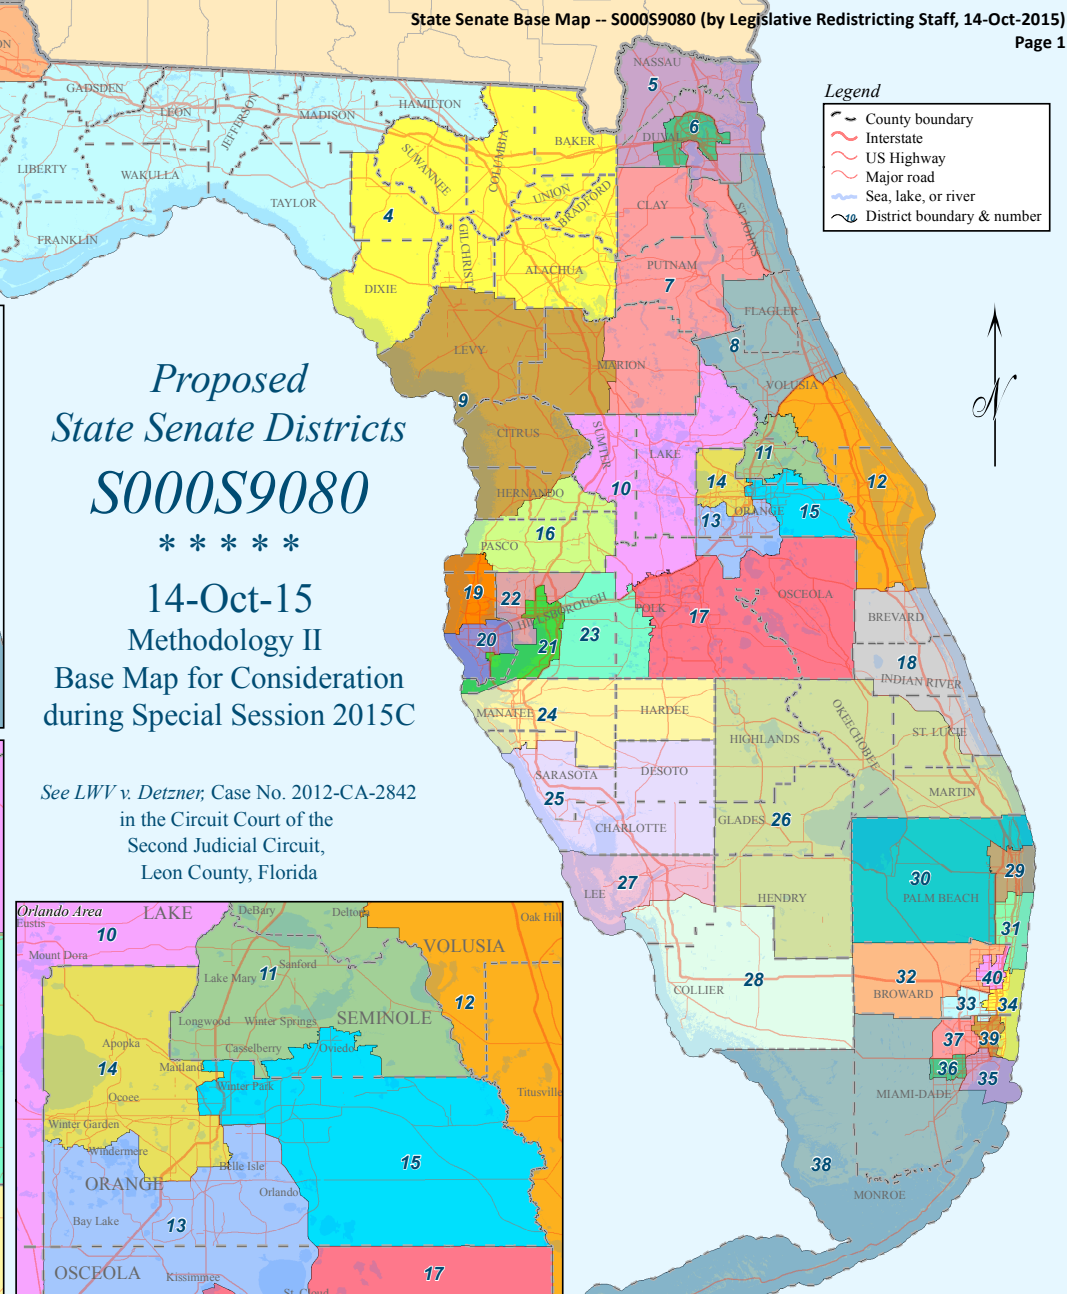 State Senate Base Map -- S000S9080 (by Legislative Redistricting Staff, 14-Oct-2015)
Page 1
Legend
County boundary
Interstate
US Highway
Major road
Sea, lake, or river
10 District boundary & number
Proposed
State Senate Districts
S000S9080
* * * * *
14-Oct-15
Methodology II
Base Map for Consideration
during Special Session 2015C
See LWV v. Detzner, Case No. 2012-CA-2842
in the Circuit Court of the
Second Judicial Circuit,
Leon County, Florida
N
NASSAU
5
GADSDEN
LEON
JEFFERSON
MADISON
HAMILTON
COLUMBIA
BAKER
DUVAL
6
LIBERTY
WAKULLA
SUWANNEE
UNION
BRADFORD
TAYLOR
4
GILCHRIST
CLAY
ST. JOHNS
FRANKLIN
DIXIE
ALACHUA
PUTNAM
7
FLAGLER
LEVY
MARION
8
VOLUSIA
9
CITRUS
SUMTER
LAKE
11
HERNANDO
10
14
12
13
ORANGE
15
16
PASCO
19
22
HILLSBOROUGH
POLK
17
OSCEOLA
BREVARD
20
21
23
18
INDIAN RIVER
MANATEE
24
HARDEE
HIGHLANDS
OKEECHOBEE
ST. LUCIE
SARASOTA
DESOTO
25
MARTIN
CHARLOTTE
GLADES
26
LEE
27
HENDRY
30
PALM BEACH
29
31
COLLIER
28
32
BROWARD
40
33
34
37
39
36
35
MIAMI-DADE
38
MONROE
Orlando Area
LAKE
DeBary
Deltona
Oak Hill
Eustis
10
VOLUSIA
Mount Dora
Lake Mary
11
Sanford
12
Longwood
Winter Springs
SEMINOLE
Apopka
Casselberry
Oviedo
14
Maitland
Winter Park
Titusville
Ocoee
Winter Garden
Windermere
Belle Isle
15
ORANGE
Orlando
Bay Lake
13
OSCEOLA
Kissimmee
17
St. Cloud